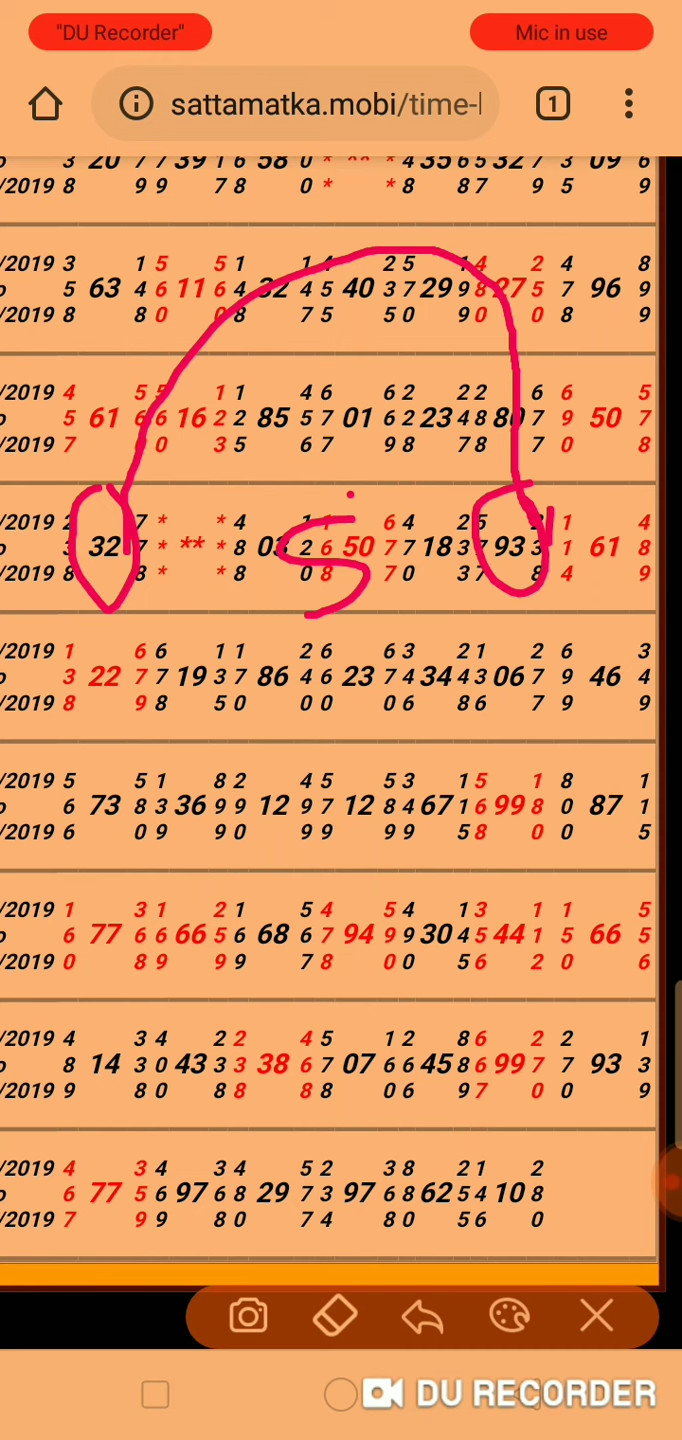 "DU Recorder"
Mic in use
sattamatka.mobi/time-
/2019 8 9 9 7 8 0 * * 8 8 7 9 5 9
/2019 3 1 5 5 1 1 4 2 5 1 4 2 4 8
o 5 63 4 6 11 6 4 32 4 5 40 3 7 29 9 8 27 5 7 96 9
/2019 8 8 0 0 8 7 5 5 0 9 0 0 8 9
/2019 4 5 5 1 1 4 6 6 2 2 2 6 6 5
o 5 61 6 6 16 2 2 85 5 7 01 6 2 23 4 8 80 7 9 50 7
/2019 7 6 0 3 5 6 7 9 8 7 8 7 0 8
/2019 2 7 * * 4 1 1 6 4 2 5 2 1 4
o 3 32 7 * ** * 8 03 2 6 50 7 7 18 3 7 93 3 1 61 8
/2019 8 8 * * 8 0 8 7 0 3 7 8 4 9
/2019 1 6 6 1 1 2 6 6 3 2 1 2 6 3
o 3 22 7 7 19 3 7 86 4 6 23 7 4 34 4 3 06 7 9 46 4
/2019 8 9 8 5 0 0 0 0 6 8 6 7 9 9
/2019 5 5 1 8 2 4 5 5 3 1 5 1 8 1
o 6 73 8 3 36 9 9 12 9 7 12 8 4 67 1 6 99 8 0 87 1
/2019 6 0 9 9 0 9 9 9 9 5 8 0 0 5
/2019 1 3 1 2 1 5 4 5 4 1 3 1 1 5
o 6 77 6 6 66 5 6 68 6 7 94 9 9 30 4 5 44 1 5 66 5
/2019 0 8 9 9 9 7 8 0 0 5 6 2 0 6
/2019 4 3 4 2 2 4 5 1 2 8 6 2 2 1
o 8 14 3 0 43 3 3 38 6 7 07 6 6 45 8 6 99 7 7 93 3
/2019 9 8 0 8 8 8 8 0 6 9 7 0 0 9
/2019 4 3 4 3 4 5 2 3 8 2 1 2
o 6 77 5 6 97 6 8 29 7 3 97 6 8 62 5 4 10 8
/2019 7 9 9 8 0 7 4 8 0 5 6 0
DU RECORDER